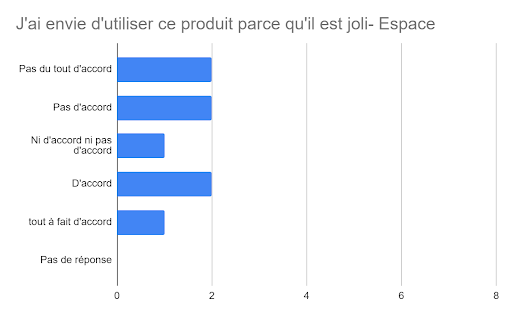 J'ai envie d'utiliser ce produit parce qu'il est joli- Espace
Pas du tout d'accord
Pas d'accord
Ni d'accord ni pas
d'accord
D'accord
tout à fait d'accord
Pas de réponse
0 2 4 6 8